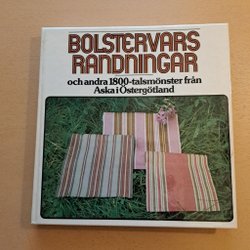 BOLSTERVARS
RANDNINGAR
och andra 1800-talsmönster från
Aska i Östergötland